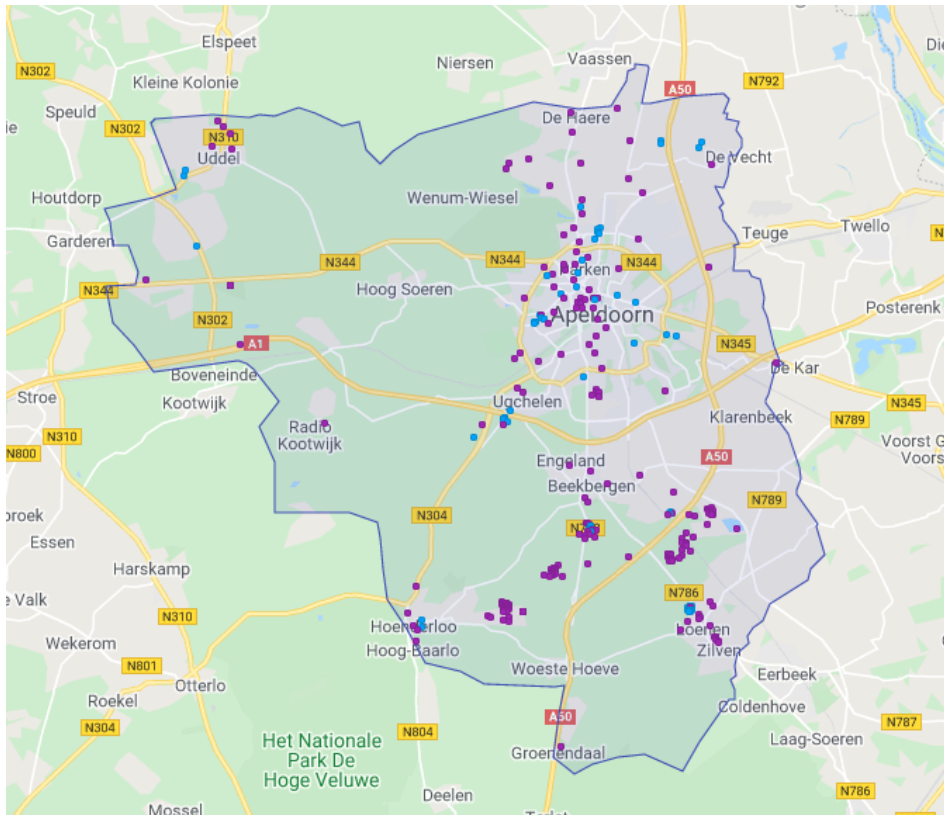 Elspeet
Niersen
Vaassen
N302
Kleine Kolonie
A50
N792
Speuld
De Haere
N302
N310
Uddel
De Vecht
Houtdorp
Wenum-Wiesel
Twello
Garderen
Teuge
N344
N344
Parken
N344
N344
Hoog Soeren
Posterenk
N302
Apeldoorn
A1
N345
Boveneinde
De Kar
Stroe
Kootwijk
Ugchelen
N345
N310
Radio
Kootwijk
Klarenbeek
N789
N800
Voorst
Engeland
A50
Beekbergen
N789
N304
Essen
Harskamp
N786
e Valk
N310
Hoenderloo
Loenen
Wekerom
Hoog-Baarlo
Zilven
N801
Woeste Hoeve
Eerbeek
Otterlo
Roekel
Coldenhove
N304
N804
A50
N787
Het Nationale
Park De
Hoge Veluwe
Groenendaal
Laag-Soeren
Deelen
N786
Mossel